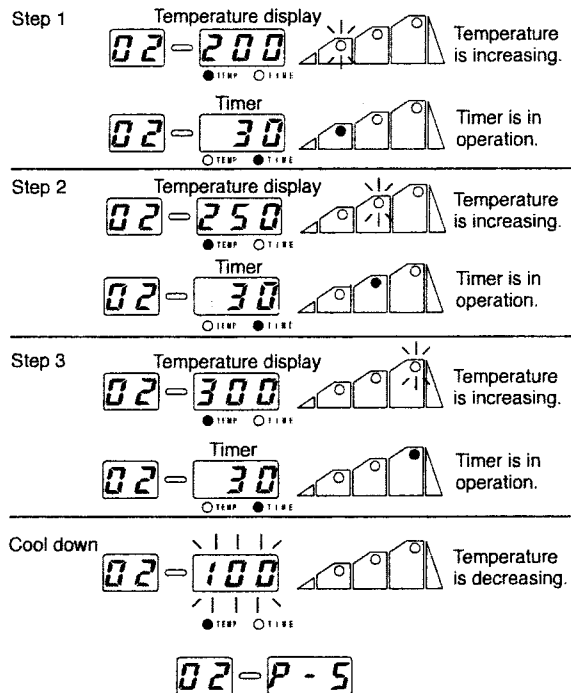 Step 1
Temperature display
02 - 200
TEMP TIME
Temperature
is increasing.
Timer
02 - 30
TEMP TIME
Timer is in
operation.
Step 2
Temperature display
02 - 250
TEMP TIME
Temperature
is increasing.
Timer
02 - 30
TEMP TIME
Timer is in
operation.
Step 3
Temperature display
02 - 300
TEMP TIME
Temperature
is increasing.
Timer
02 - 30
TEMP TIME
Timer is in
operation.
Cool down
02 - 100
TEMP TIME
Temperature
is decreasing.
02 - P - S